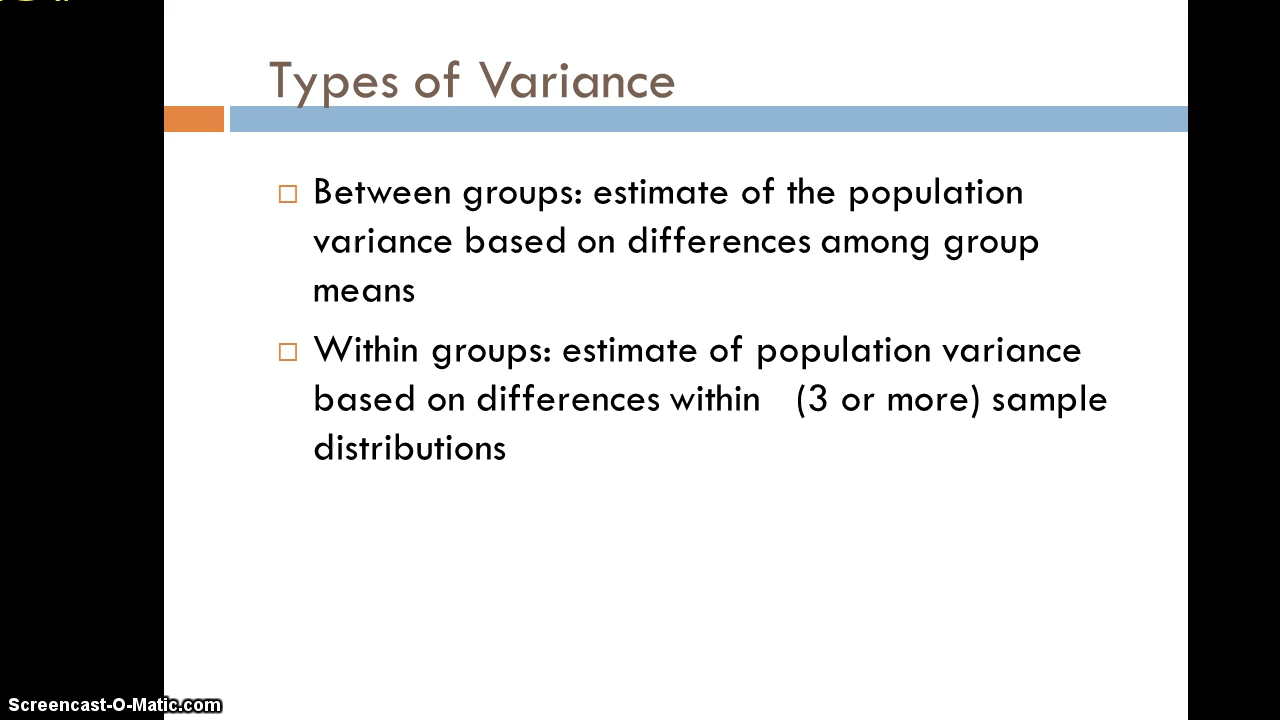 Types of Variance
Between groups: estimate of the population
variance based on differences among group
means
Within groups: estimate of population variance
based on differences within (3 or more) sample
distributions
Screencast-O-Matic.com